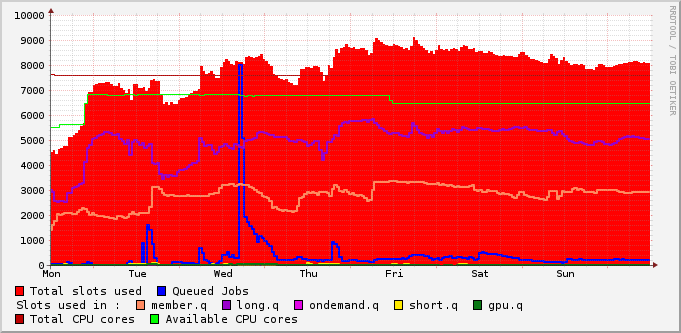 RRDTOOL / TOBI OETIKER
10000
9000
8000
7000
6000
5000
4000
3000
2000
1000
0
Mon Tue Wed Thu Fri Sat Sun
Total slots used Queued Jobs
Slots used in : member.q long.q ondemand.q short.q gpu.q
Total CPU cores Available CPU cores